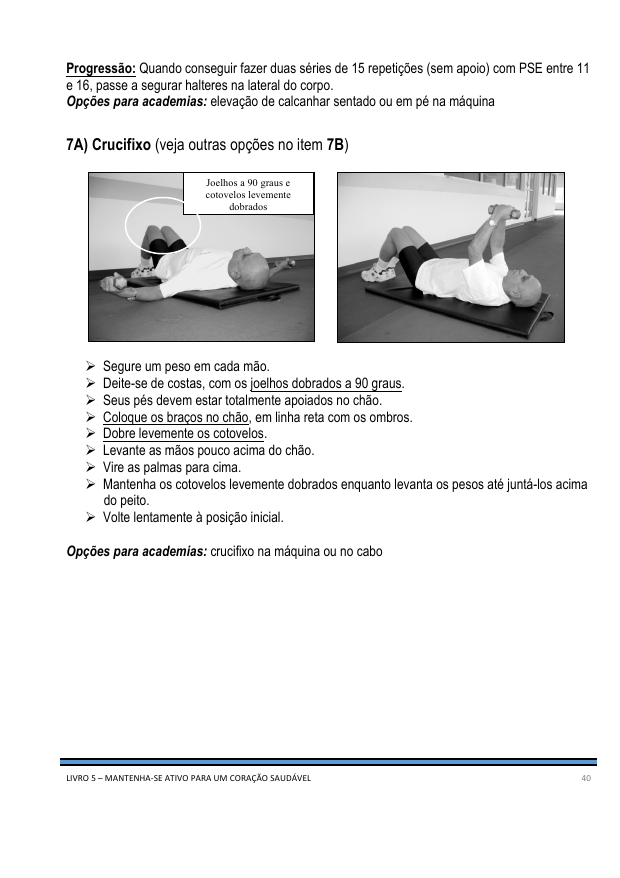 Progressão: Quando conseguir fazer duas séries de 15 repetições (sem apoio) com PSE entre 11
e 16, passe a segurar halteres na lateral do corpo.
Opções para academias: elevação de calcanhar sentado ou em pé na máquina
7A) Crucifixo (veja outras opções no item 7B)
Joelhos a 90 graus e
cotovelos levemente
dobrados
➢ Segure um peso em cada mão.
➢ Deite-se de costas, com os joelhos dobrados a 90 graus.
➢ Seus pés devem estar totalmente apoiados no chão.
➢ Coloque os braços no chão, em linha reta com os ombros.
➢ Dobre levemente os cotovelos.
➢ Levante as mãos pouco acima do chão.
➢ Vire as palmas para cima.
➢ Mantenha os cotovelos levemente dobrados enquanto levanta os pesos até juntá-los acima
do peito.
➢ Volte lentamente à posição inicial.
Opções para academias: crucifixo na máquina ou no cabo
LIVRO 5 – MANTENHA-SE ATIVO PARA UM CORAÇÃO SAUDÁVEL
40